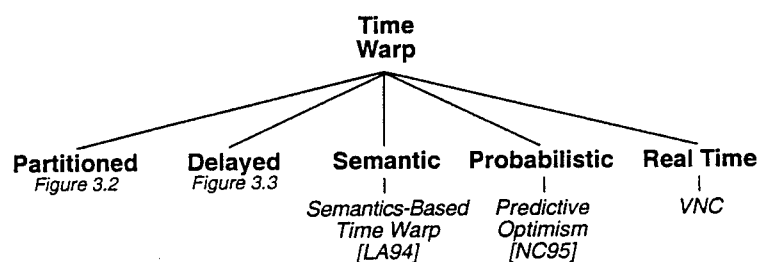 Time
Warp
Partitioned Delayed Semantic Probabilistic Real Time
Figure 3.2 Figure 3.3
Semantics-Based Predictive VNC
Time Warp Optimism
[LA94] [NC95]